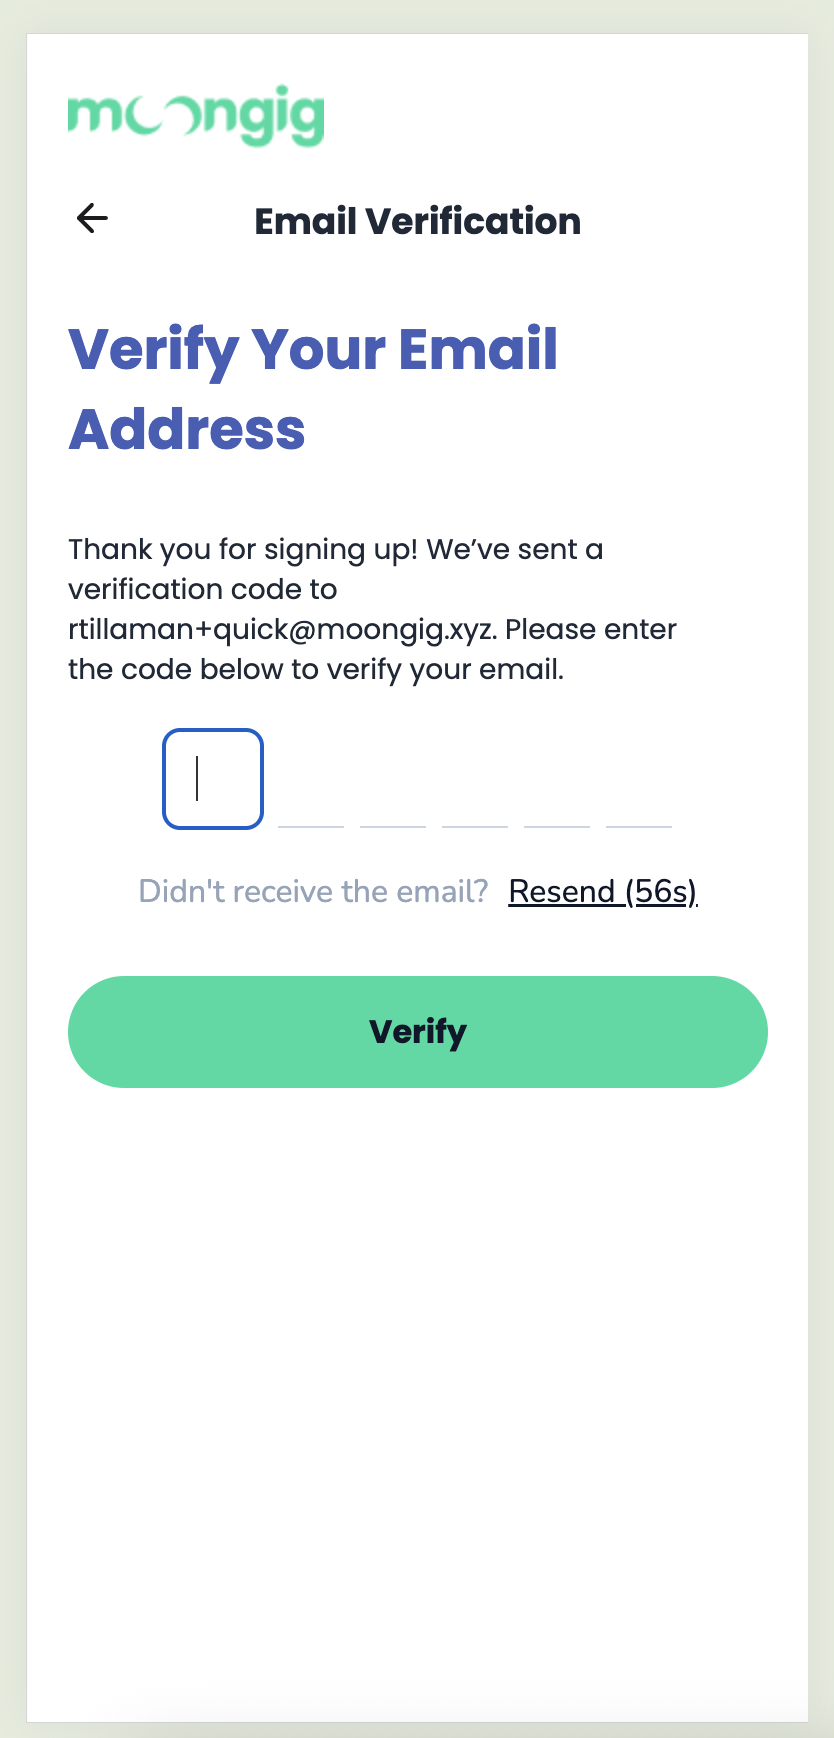 moongig
Email Verification
Verify Your Email
Address
Thank you for signing up! We’ve sent a
verification code to
rtillaman+quick@moongig.xyz. Please enter
the code below to verify your email.
Didn't receive the email? Resend (56s)
Verify